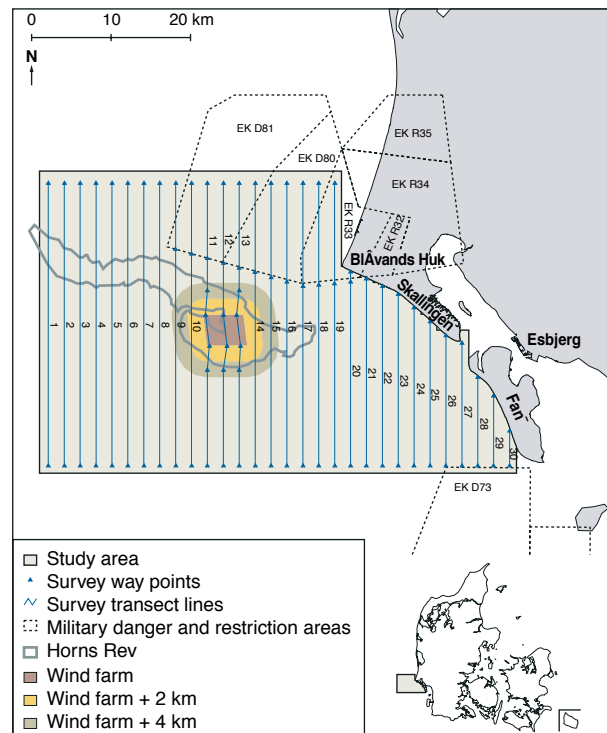 0 10 20 km
N
EK D81
EK D80
EK R35
EK R34
EK R33
EK R32
BlÅvands Huk
Skallingen
Esbjerg
Fan
11
12
13
1
2
3
4
5
6
7
8
9
10
14
15
16
17
18
19
20
21
22
23
24
25
26
27
28
29
30
EK D73
Study area
Survey way points
Survey transect lines
Military danger and restriction areas
Horns Rev
Wind farm
Wind farm + 2 km
Wind farm + 4 km